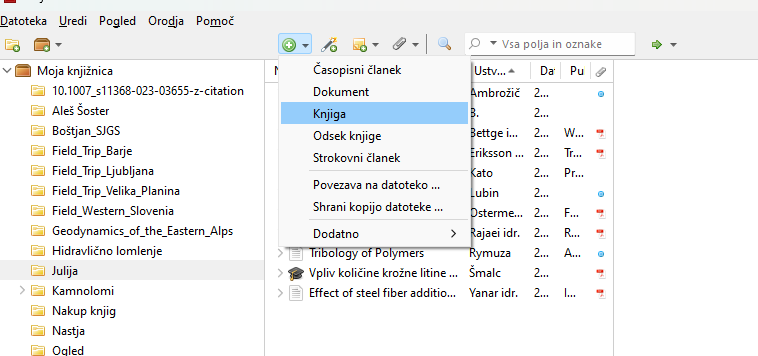 Datoteka Uredi Pogled Orodja Pomoč
Vsa polja in oznake
Moja knjižnica
10.1007_s11368-023-03655-z-citation
Aleš Šoster
Boštjan_SJGS
Field_Trip_Barje
Field_Trip_Ljubljana
Field_Trip_Velika_Planina
Field_Western_Slovenia
Geodynamics_of_the_Eastern_Alps
Hidravlično lomlenje
Julija
Kamnolomi
Nakup knjig
Nastja
Ogled
Časopisni članek
Dokument
Knjiga
Odsek knjige
Strokovni članek
Povezava na datoteko ...
Shrani kopijo datoteke ...
Dodatno
Ustv... Da Pu
Ambrožič 2...
B. 2...
Bettge i... 2... W...
Eriksson ... 2... Tr...
Kato 2... Pr...
Lubin 2...
Osterme... 2... F...
Rajaei idr. 2... F...
Tribology of Polymers Rymuza 2... A...
Vpliv količine krožne litine ... Šmalc 2...
Effect of steel fiber additio... Yanar idr. 2... I...